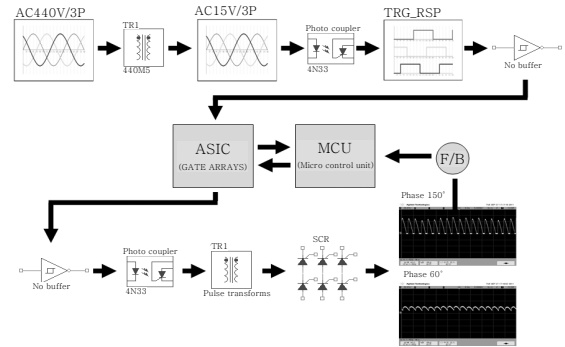 AC440V/3P
TR1
440M5
AC15V/3P
Photo coupler
4N33
TRG_RSP
No buffer
ASIC
(GATE ARRAYS)
MCU
(Micro control unit)
F/B
Phase 150˚
No buffer
Photo coupler
4N33
TR1
Pulse transforms
SCR
Phase 60˚